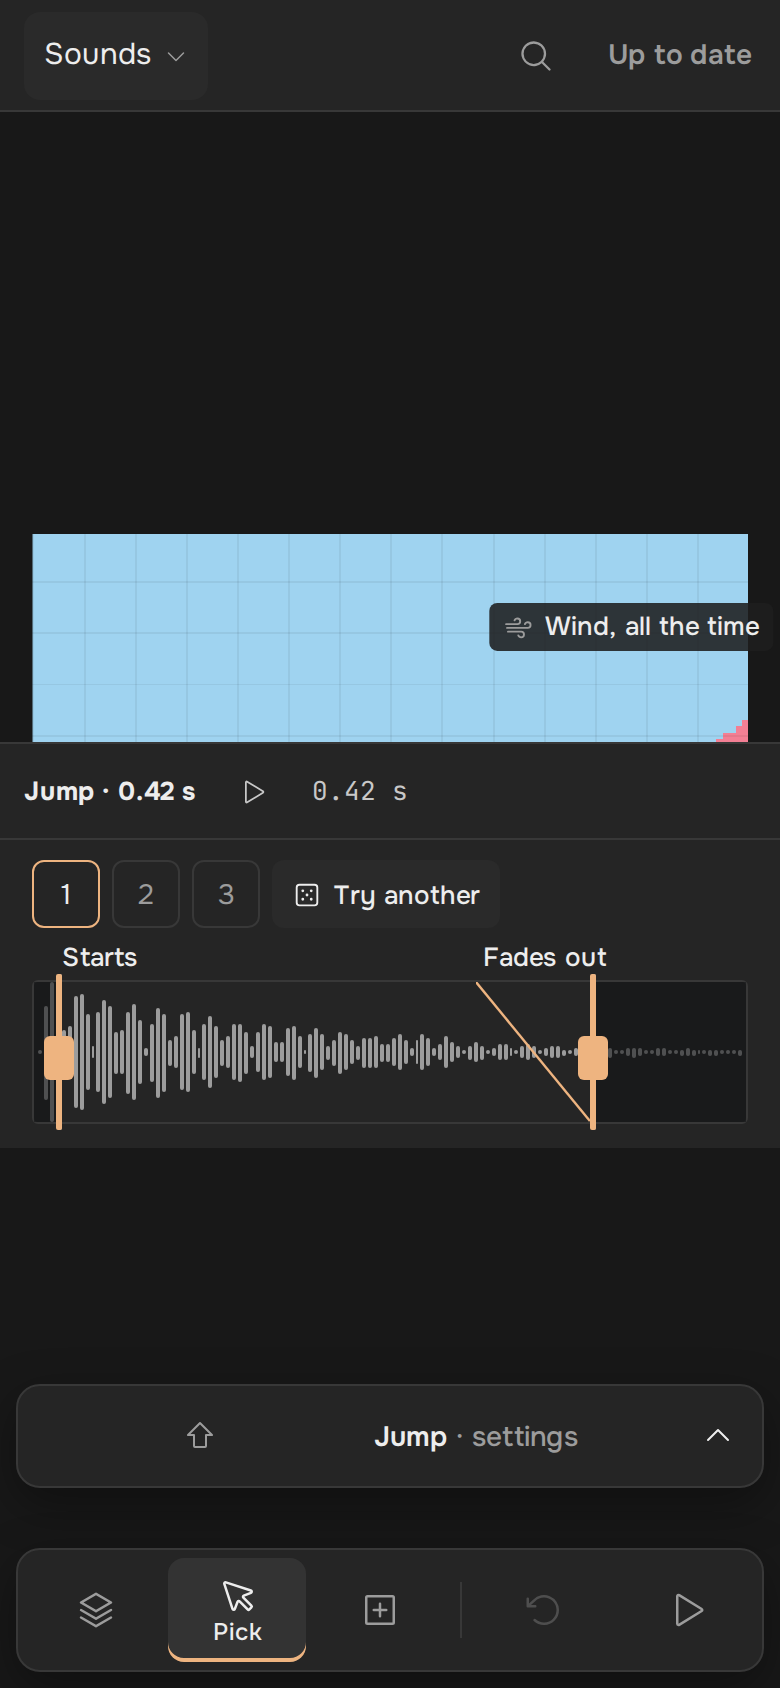 Sounds
Up to date
Wind, all the time
Jump · 0.42 s
0.42 s
1
2
3
Try another
Starts
Fades out
Jump · settings
Pick